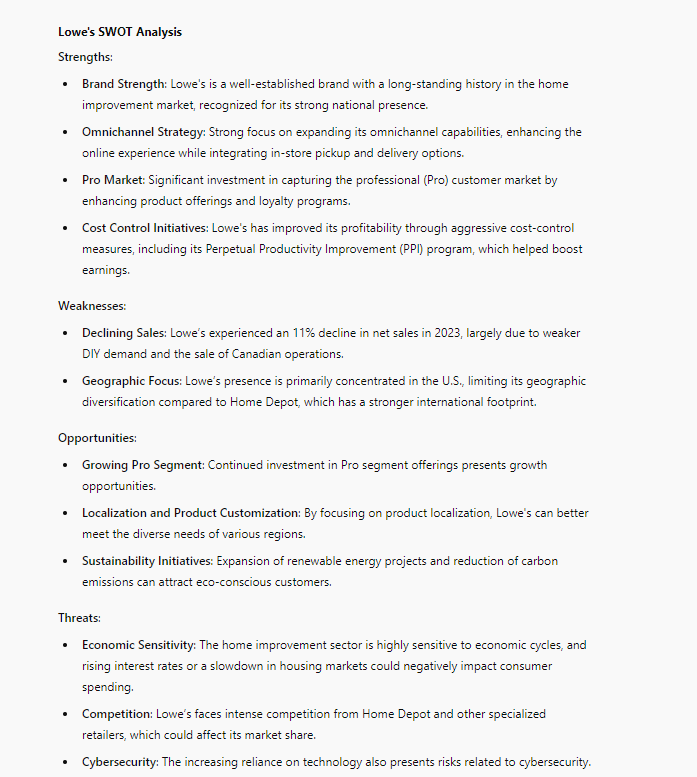 Lowe's SWOT Analysis
Strengths:
• Brand Strength: Lowe's is a well-established brand with a long-standing history in the home
improvement market, recognized for its strong national presence.
• Omnichannel Strategy: Strong focus on expanding its omnichannel capabilities, enhancing the
online experience while integrating in-store pickup and delivery options.
• Pro Market: Significant investment in capturing the professional (Pro) customer market by
enhancing product offerings and loyalty programs.
• Cost Control Initiatives: Lowe's has improved its profitability through aggressive cost-control
measures, including its Perpetual Productivity Improvement (PPI) program, which helped boost
earnings.
Weaknesses:
• Declining Sales: Lowe's experienced an 11% decline in net sales in 2023, largely due to weaker
DIY demand and the sale of Canadian operations.
• Geographic Focus: Lowe's presence is primarily concentrated in the U.S., limiting its geographic
diversification compared to Home Depot, which has a stronger international footprint.
Opportunities:
• Growing Pro Segment: Continued investment in Pro segment offerings presents growth
opportunities.
• Localization and Product Customization: By focusing on product localization, Lowe's can better
meet the diverse needs of various regions.
• Sustainability Initiatives: Expansion of renewable energy projects and reduction of carbon
emissions can attract eco-conscious customers.
Threats:
• Economic Sensitivity: The home improvement sector is highly sensitive to economic cycles, and
rising interest rates or a slowdown in housing markets could negatively impact consumer
spending.
• Competition: Lowe's faces intense competition from Home Depot and other specialized
retailers, which could affect its market share.
• Cybersecurity: The increasing reliance on technology also presents risks related to cybersecurity.